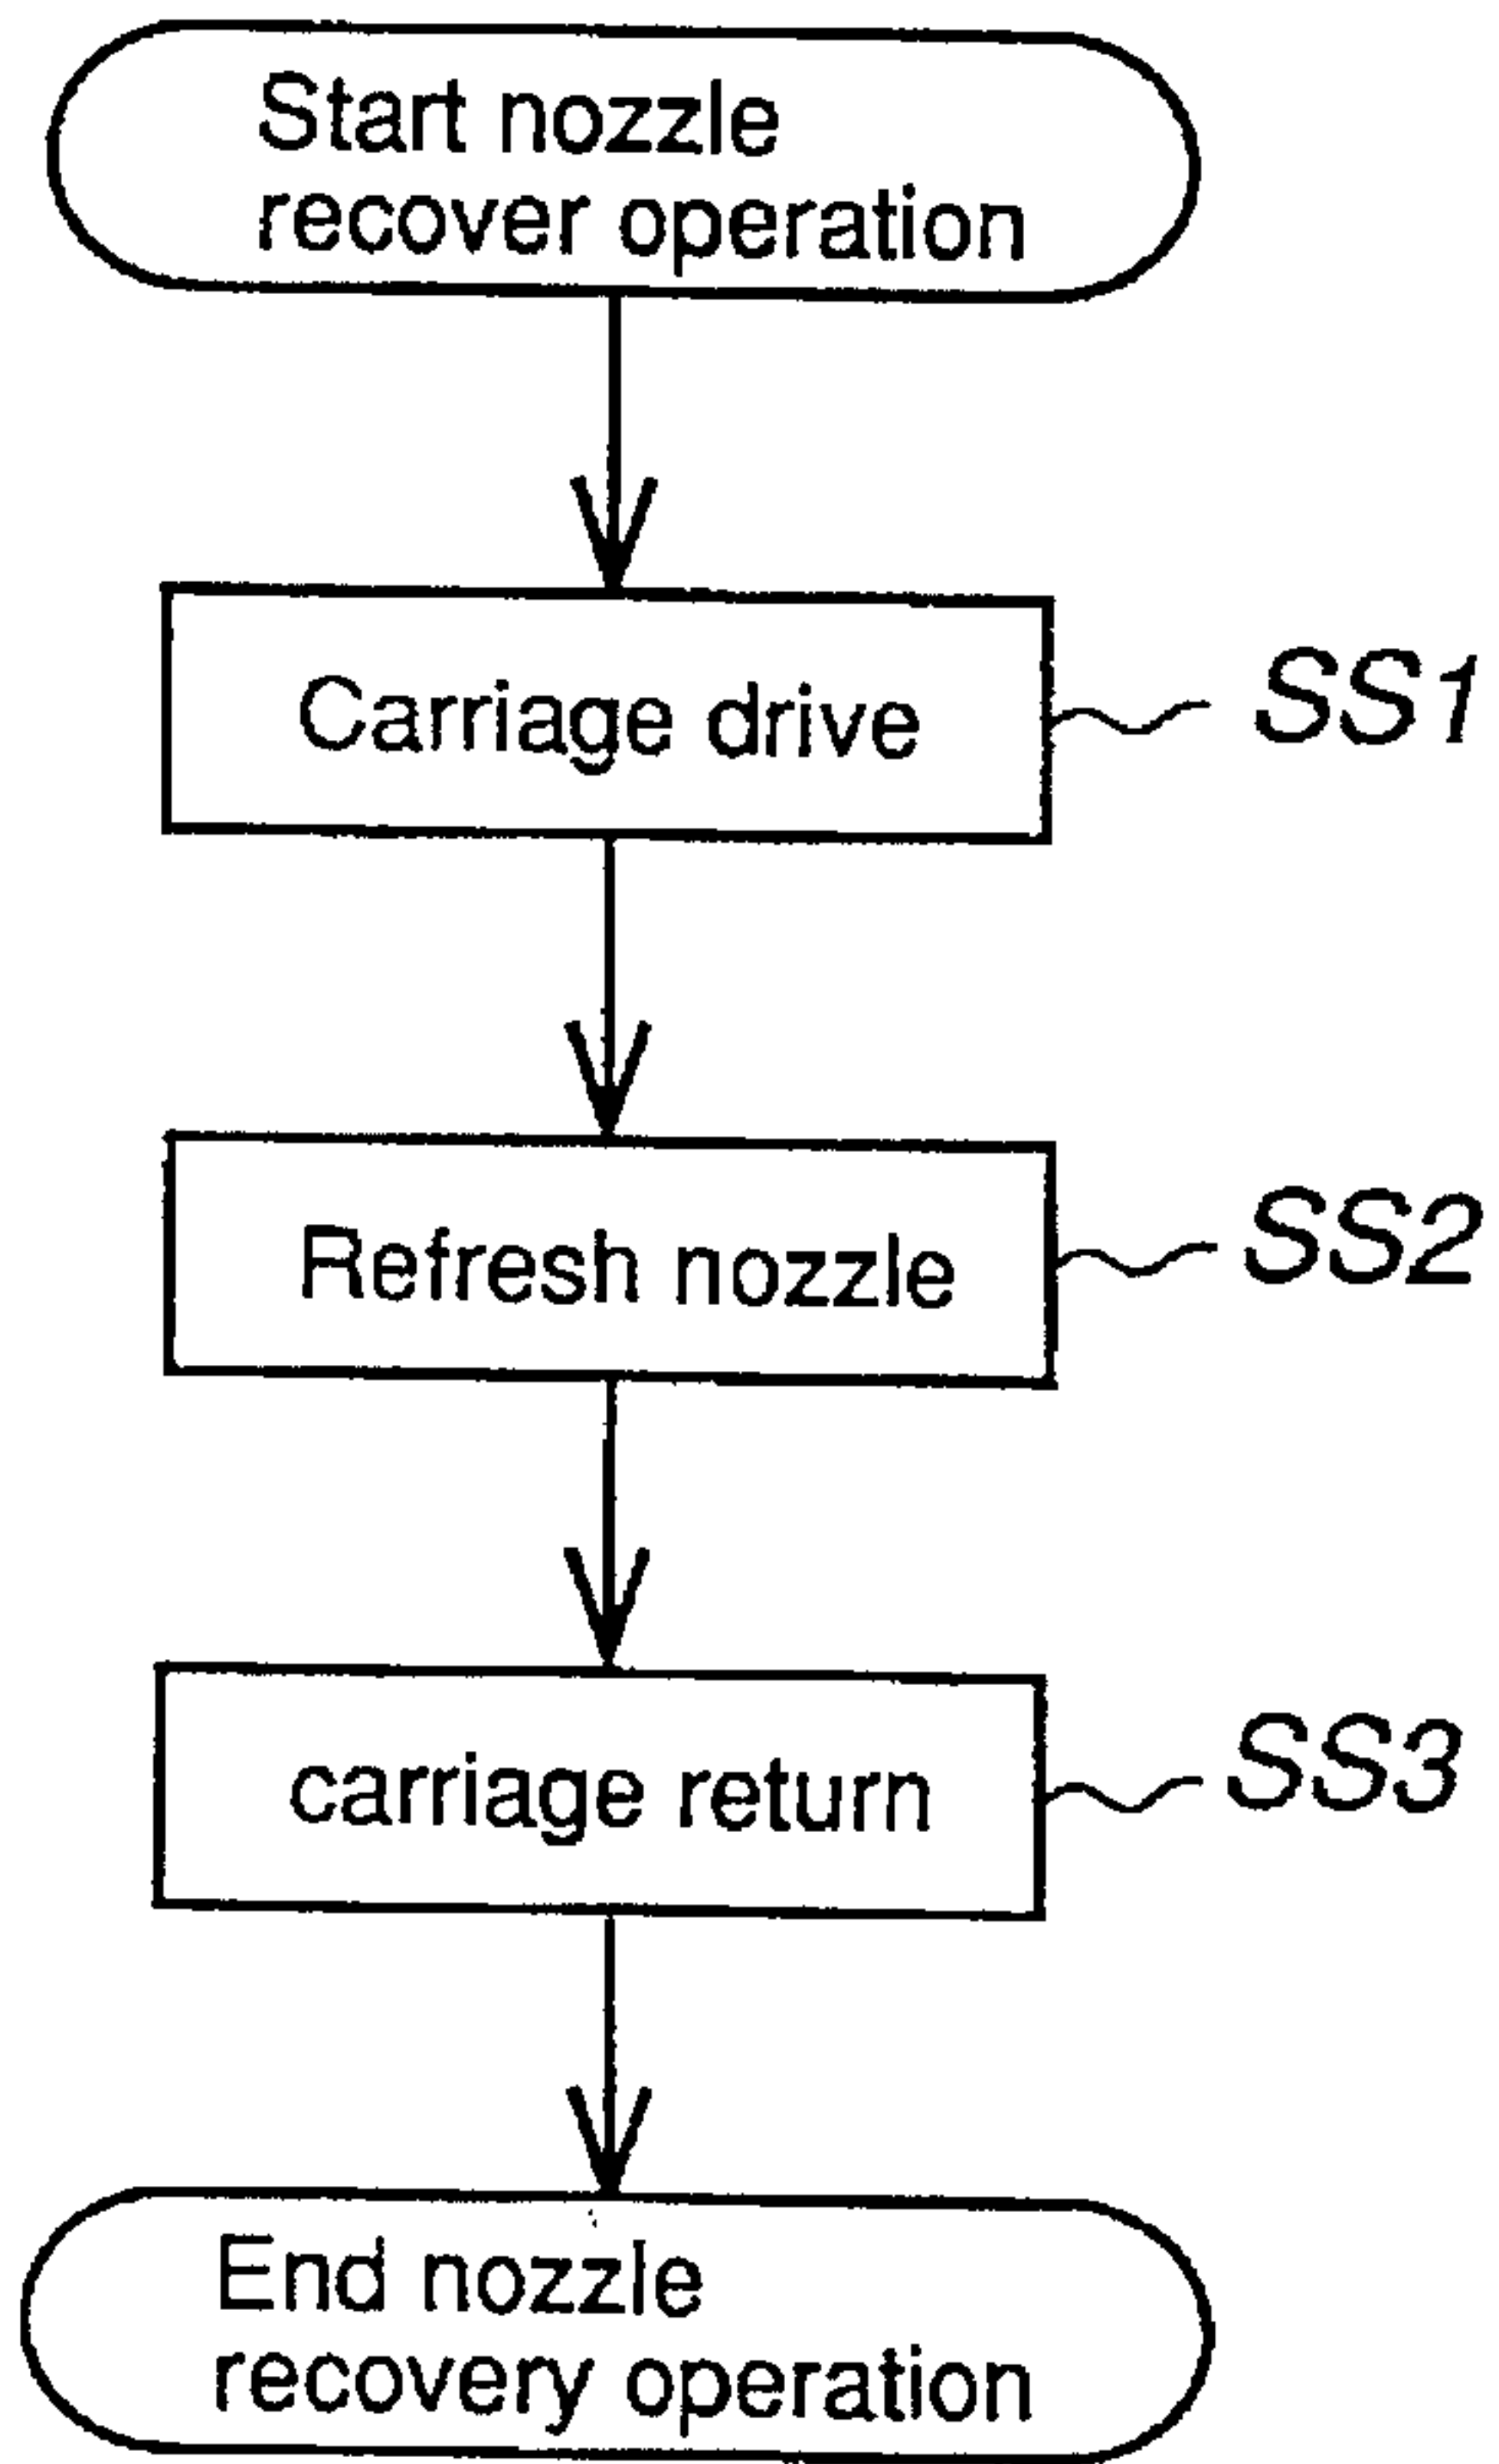 Start nozzle
recover operation
Carriage drive
SS1
Refresh nozzle
SS2
carriage return
SS3
End nozzle
recovery operation